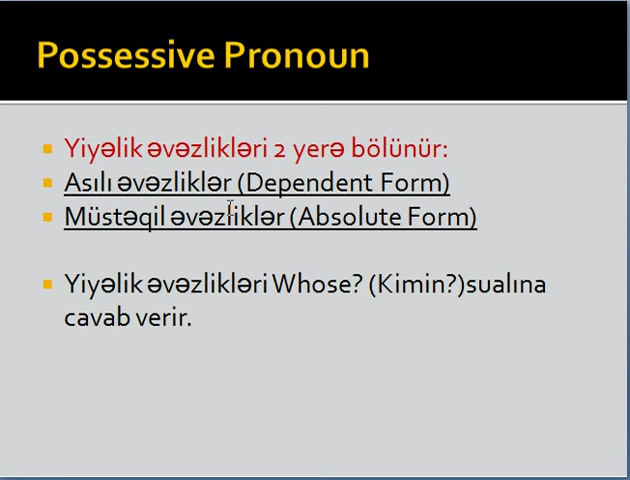 Possessive Pronoun
Yiyəlik əvəzlikləri 2 yerə bölünür:
Asılı əvəzliklər (Dependent Form)
Müstəqil əvəzliklər (Absolute Form)
Yiyəlik əvəzlikləri Whose? (Kimin?)sualına
cavab verir.